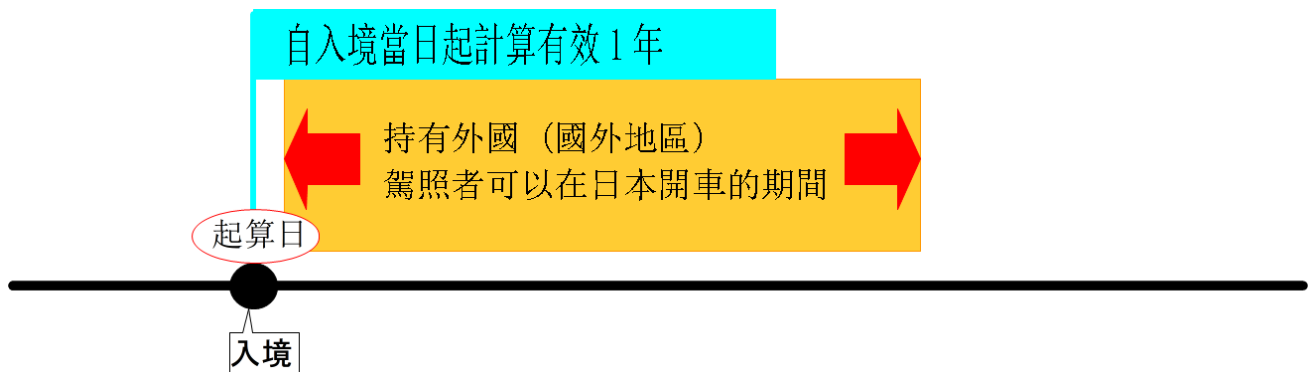 自入境當日起計算有效1年
持有外國（國外地區）
駕照者可以在日本開車的期間
起算日
入境